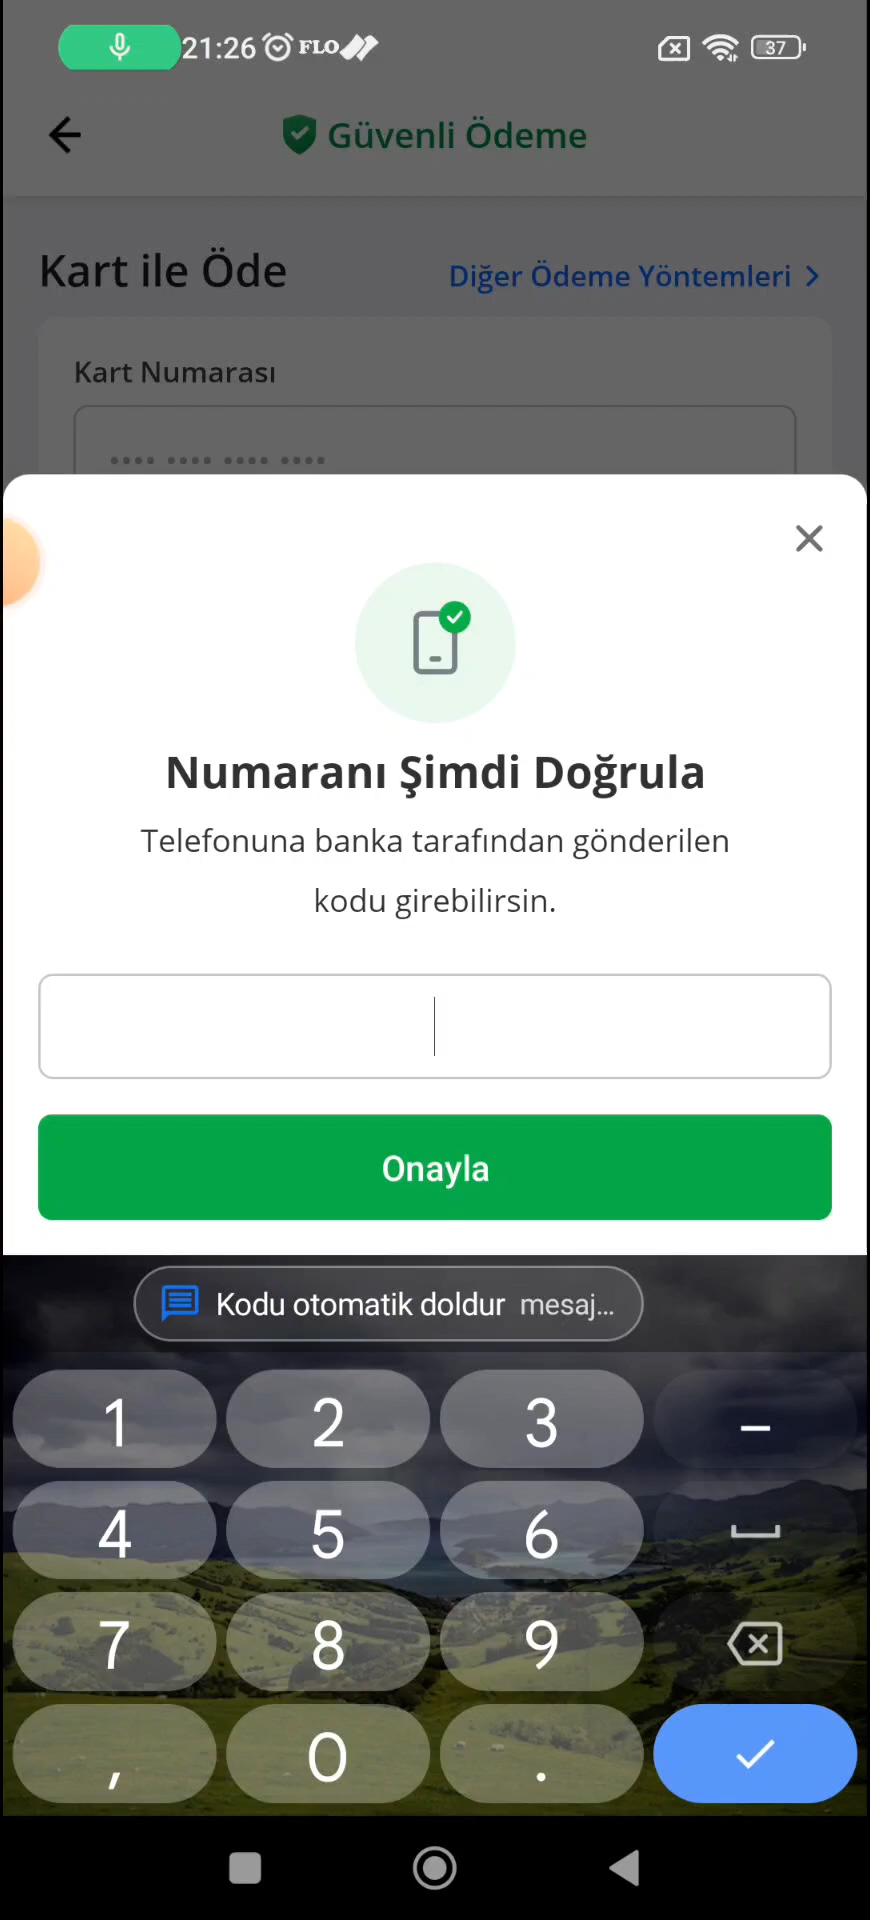 21:26 FLO 37
Güvenli Ödeme
Kart ile Öde
Diğer Ödeme Yöntemleri
Kart Numarası
Numaranı Şimdi Doğrula
Telefonuna banka tarafından gönderilen
kodu girebilirsin.
Onayla
Kodu otomatik doldur mesaj...
1 2 3 –
4 5 6
7 8 9
, 0 .